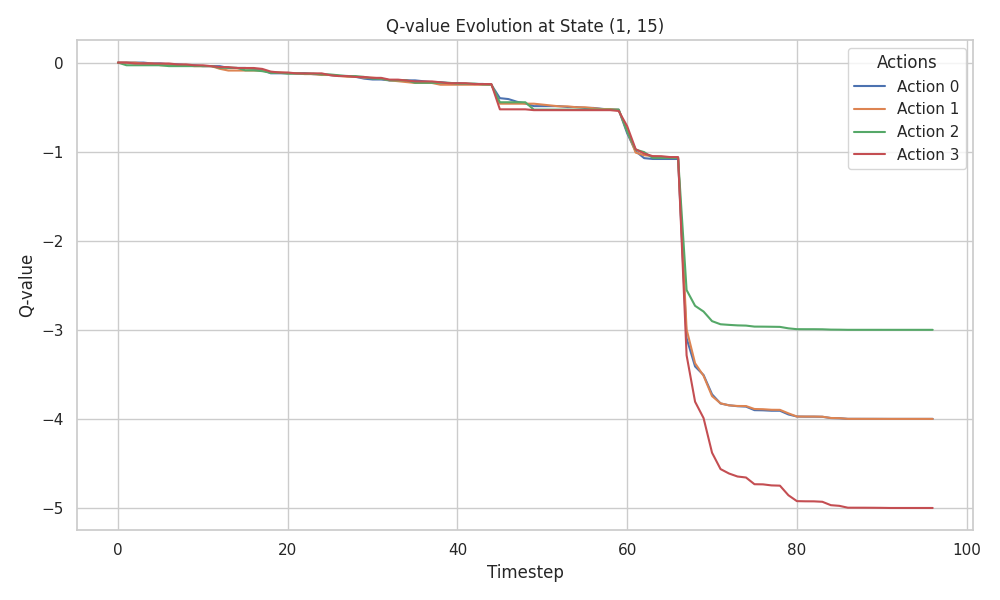 Q-value Evolution at State (1, 15)
Actions
Action 0
Action 1
Action 2
Action 3
Q-value
0
−1
−2
−3
−4
−5
0 20 40 60 80 100
Timestep